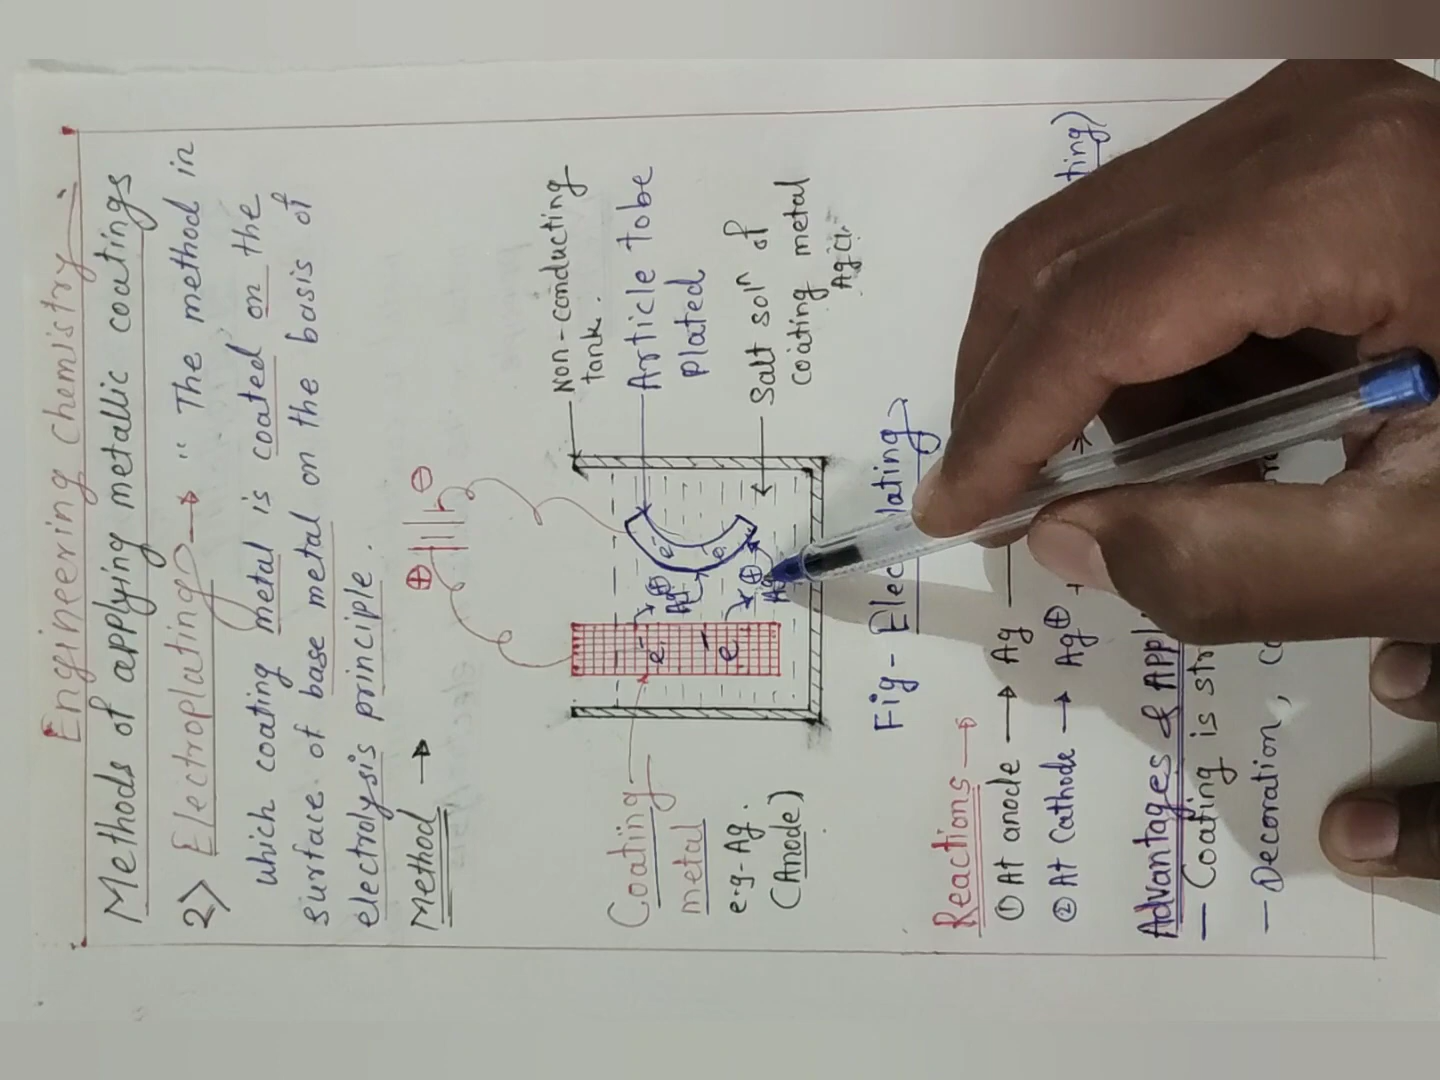 Engineering Chemistry
Methods of applying metallic coatings
2) Electroplating → " The method in
which coating metal is coated on the
surface of base metal on the basis of
electrolysis principle.
Method →
⊕ ⊖
Non-conducting
tank.
Article to be
plated
Salt solⁿ of
coating metal
AgCl.
Coating
metal
e.g- Ag.
(Anode)
e⁻ Ag⊕ e⁻
e⁻ ⊕ e
Fig - Elec lating
Reactions →
① At anode → Ag
② At Cathode → Ag⊕ +
ting)
Advantages & App
- Coating is str
- Decoration,